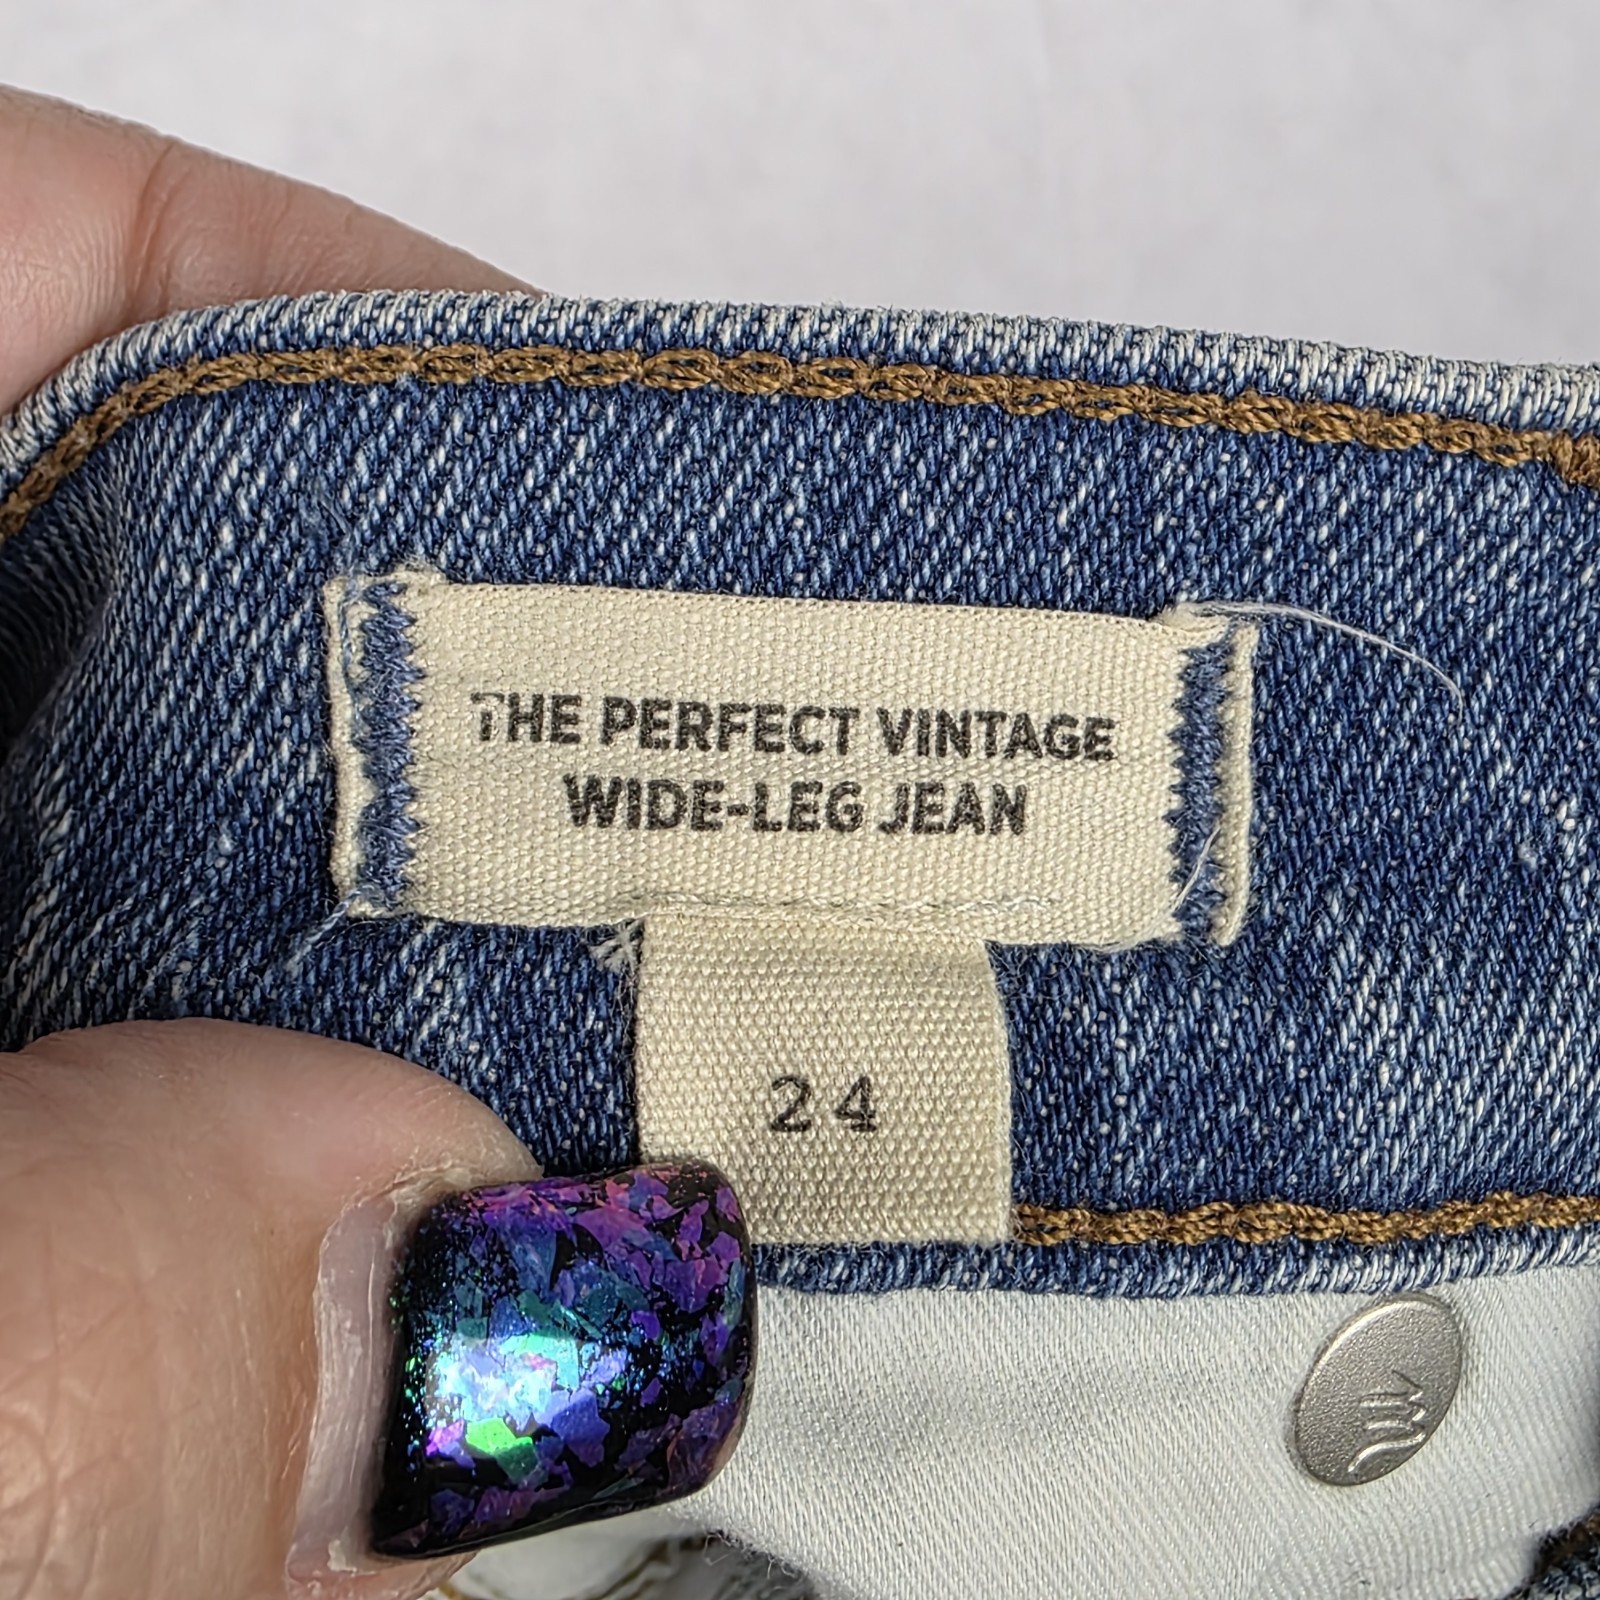 THE PERFECT VINTAGE
WIDE-LEG JEAN
24
m